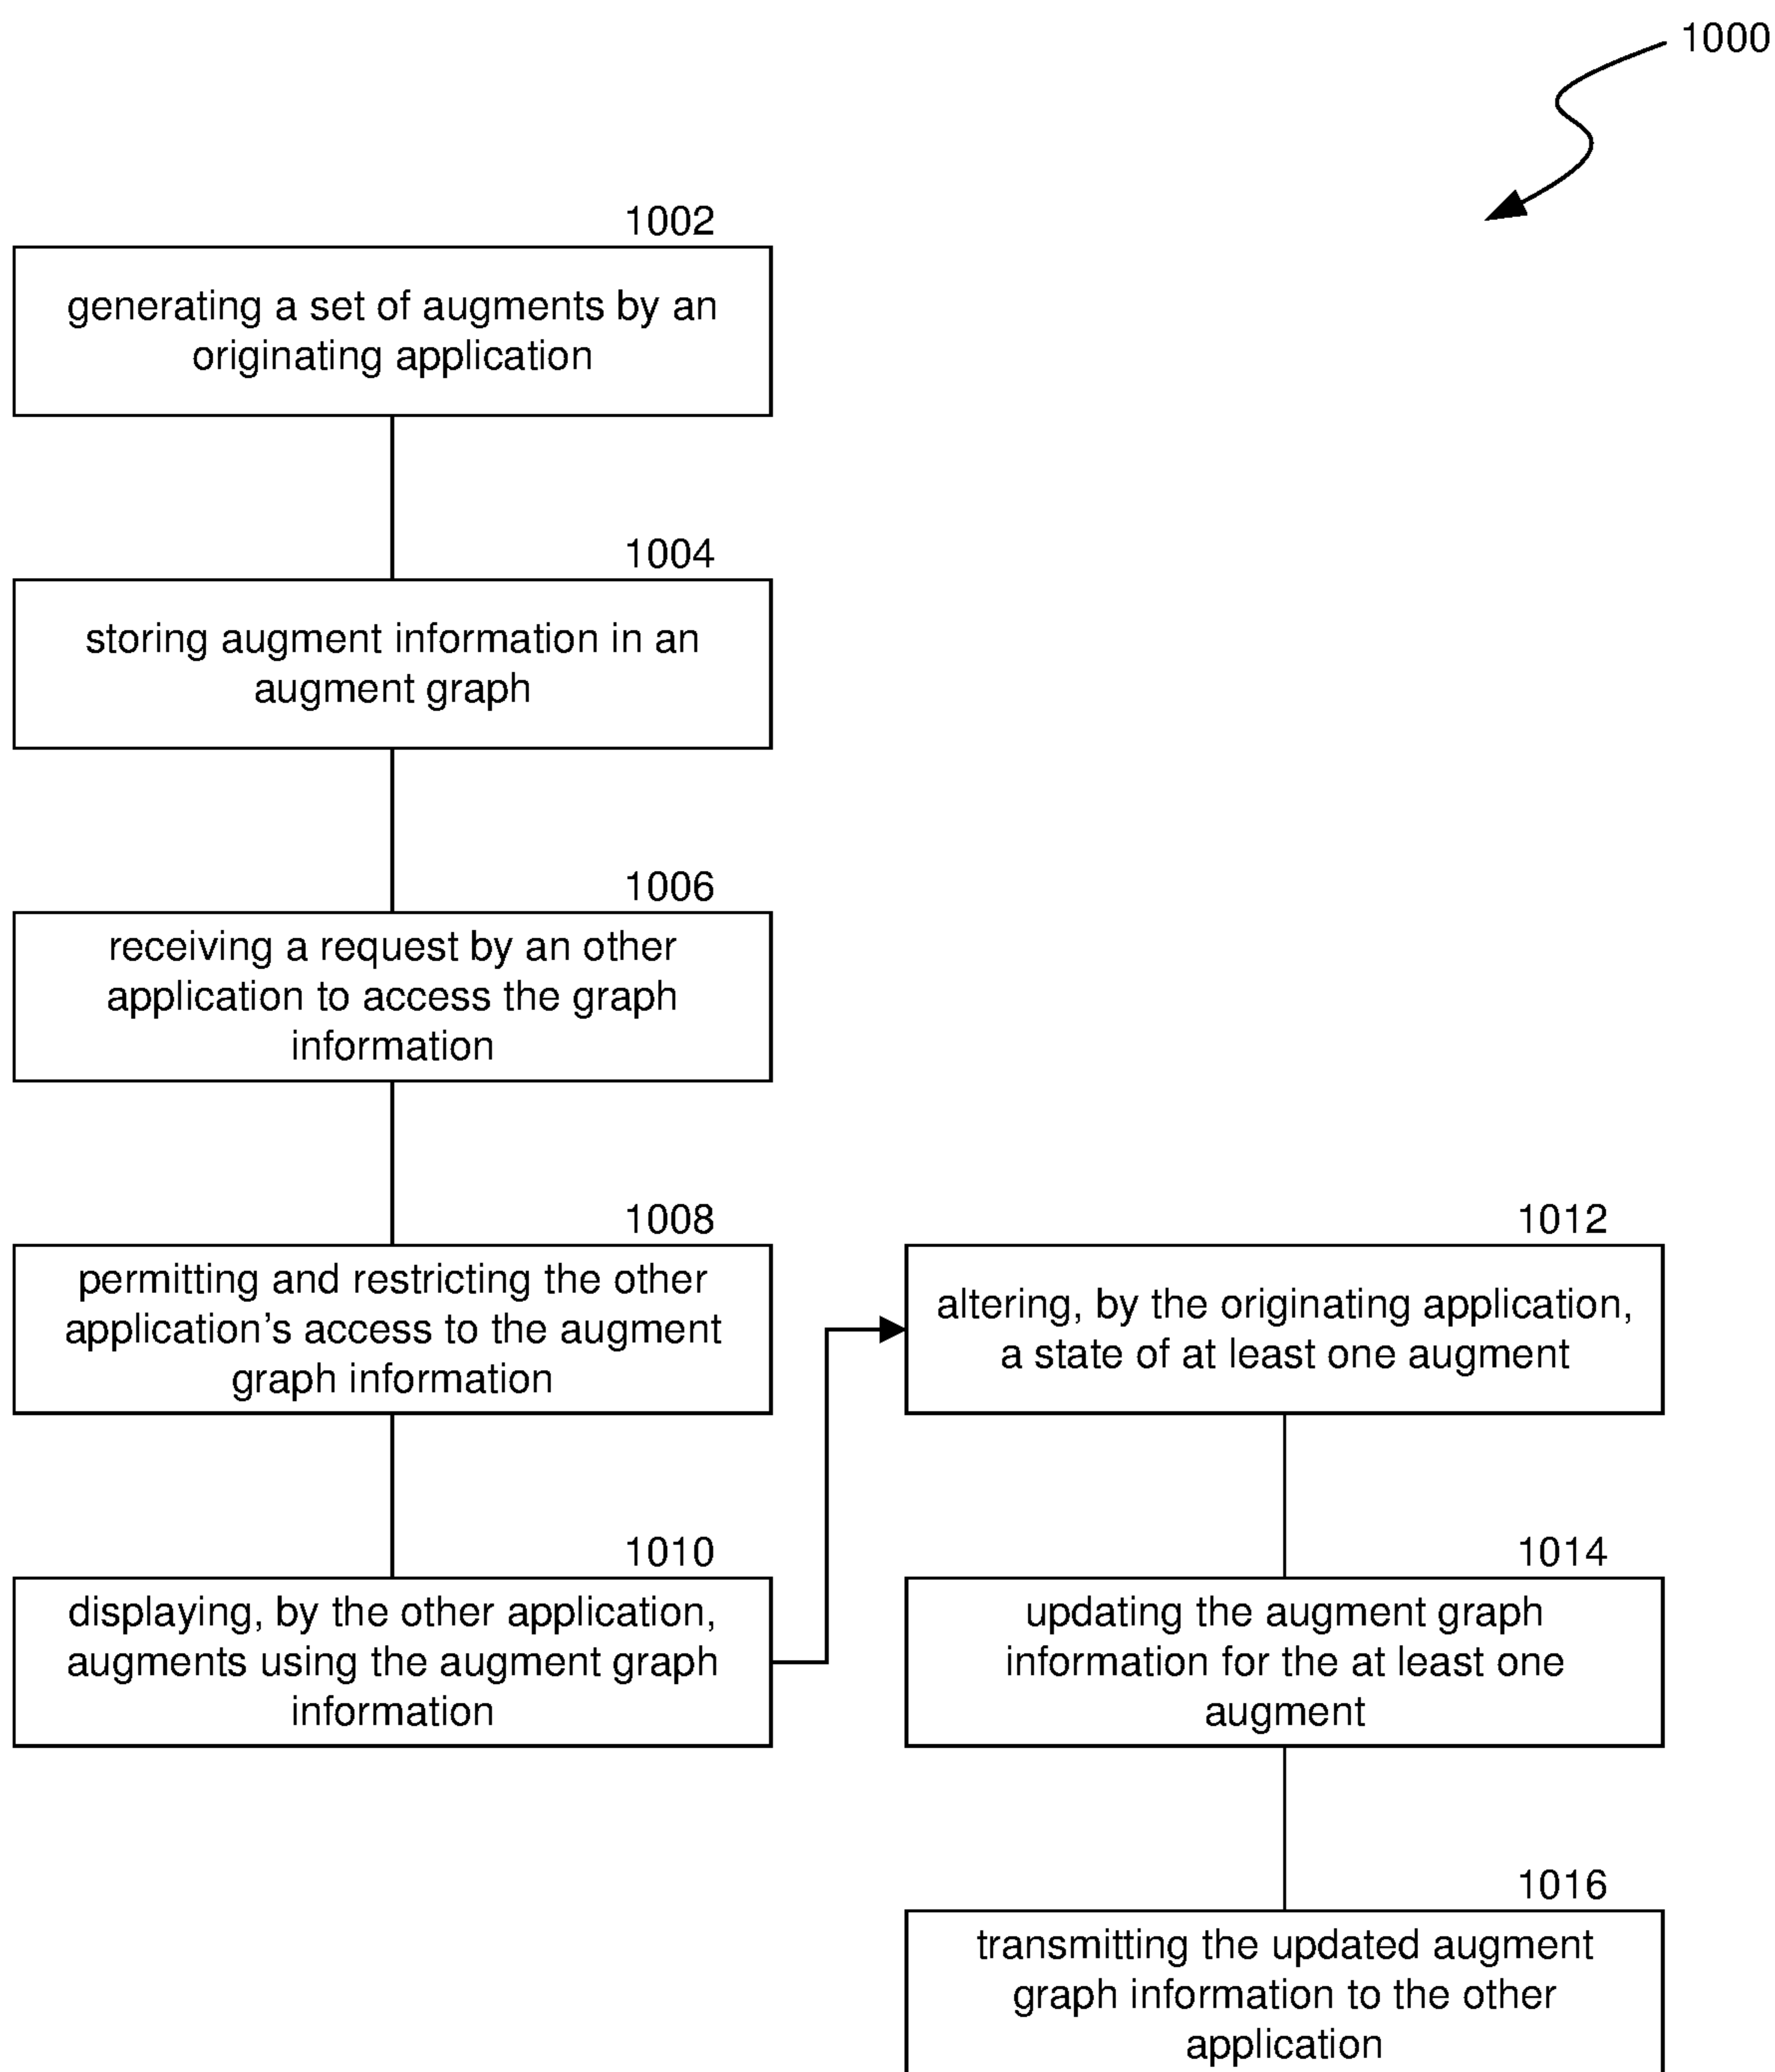 1000
1002
generating a set of augments by an
originating application
1004
storing augment information in an
augment graph
1006
receiving a request by an other
application to access the graph
information
1008
permitting and restricting the other
application's access to the augment
graph information
1010
displaying, by the other application,
augments using the augment graph
information
1012
altering, by the originating application,
a state of at least one augment
1014
updating the augment graph
information for the at least one
augment
1016
transmitting the updated augment
graph information to the other
application